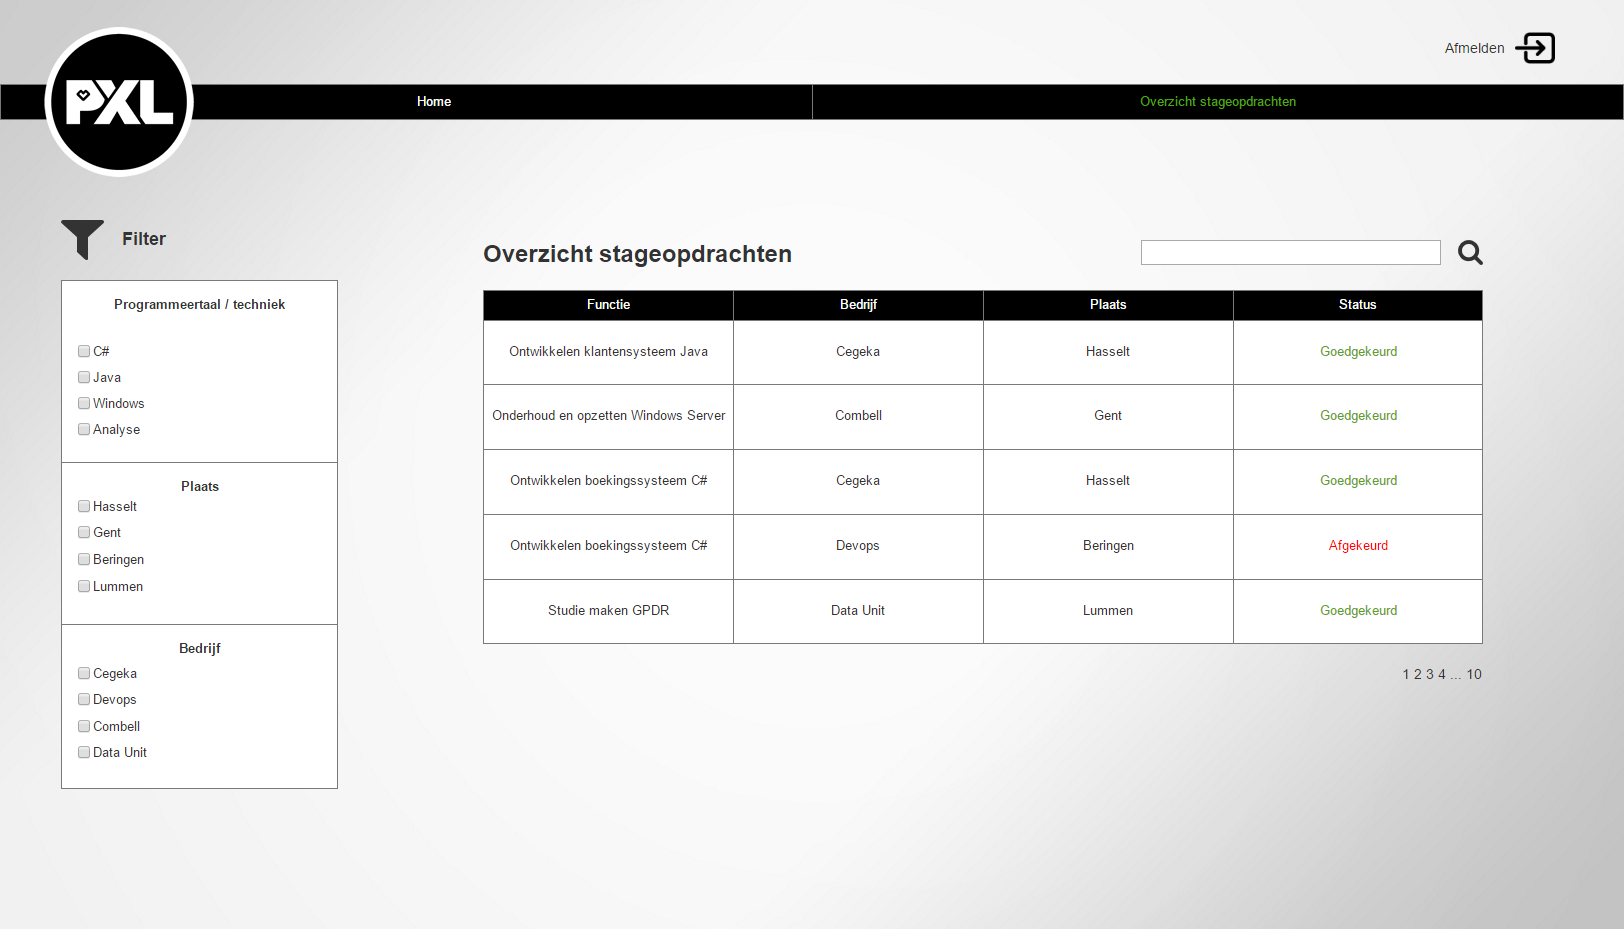 Afmelden
PXL
Home
Overzicht stageopdrachten
Filter
Programmeertaal / techniek
C#
Java
Windows
Analyse
Plaats
Hasselt
Gent
Beringen
Lummen
Bedrijf
Cegeka
Devops
Combell
Data Unit
Overzicht stageopdrachten
Functie Bedrijf Plaats Status
Ontwikkelen klantensysteem Java Cegeka Hasselt Goedgekeurd
Onderhoud en opzetten Windows Server Combell Gent Goedgekeurd
Ontwikkelen boekingssysteem C# Cegeka Hasselt Goedgekeurd
Ontwikkelen boekingssysteem C# Devops Beringen Afgekeurd
Studie maken GPDR Data Unit Lummen Goedgekeurd
1 2 3 4 ... 10